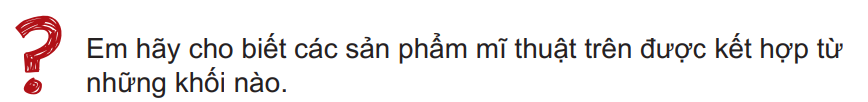 Em hãy cho biết các sản phẩm mĩ thuật trên được kết hợp từ
những khối nào.